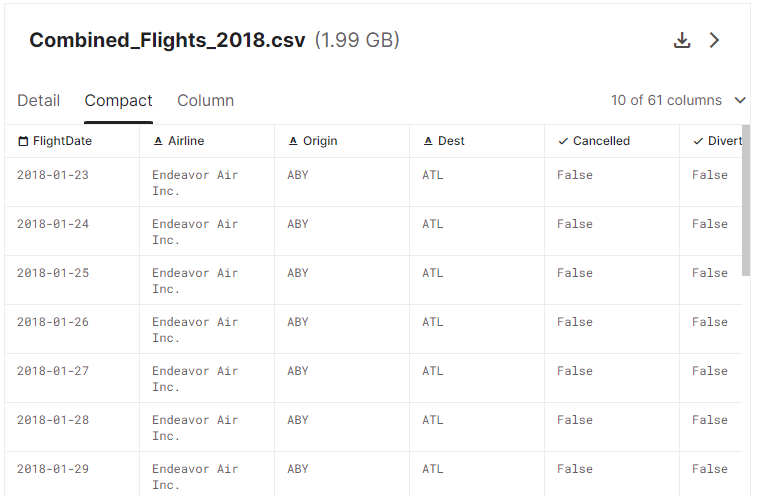 Combined_Flights_2018.csv (1.99 GB)
Detail Compact Column 10 of 61 columns
FlightDate Airline Origin Dest Cancelled Divert
2018-01-23 Endeavor Air Inc. ABY ATL False False
2018-01-24 Endeavor Air Inc. ABY ATL False False
2018-01-25 Endeavor Air Inc. ABY ATL False False
2018-01-26 Endeavor Air Inc. ABY ATL False False
2018-01-27 Endeavor Air Inc. ABY ATL False False
2018-01-28 Endeavor Air Inc. ABY ATL False False
2018-01-29 Endeavor Air Inc. ABY ATL False False